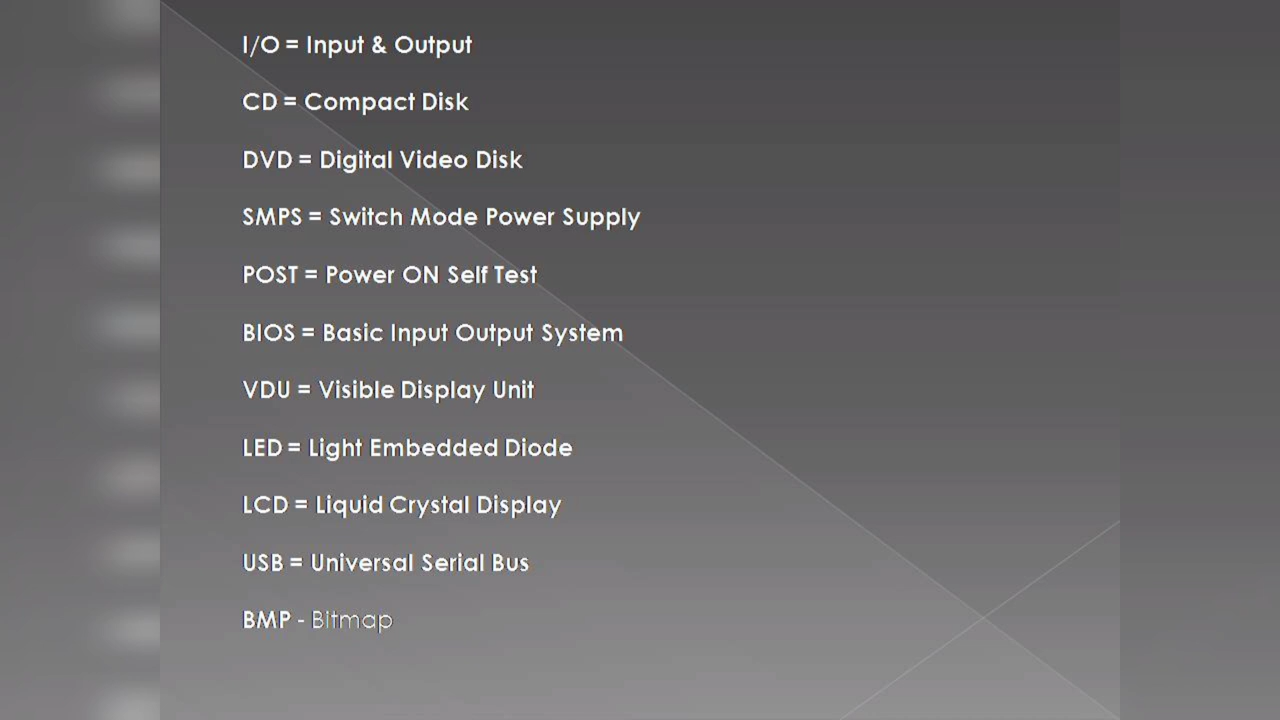 I/O = Input & Output
CD = Compact Disk
DVD = Digital Video Disk
SMPS = Switch Mode Power Supply
POST = Power ON Self Test
BIOS = Basic Input Output System
VDU = Visible Display Unit
LED = Light Embedded Diode
LCD = Liquid Crystal Display
USB = Universal Serial Bus
BMP - Bitmap